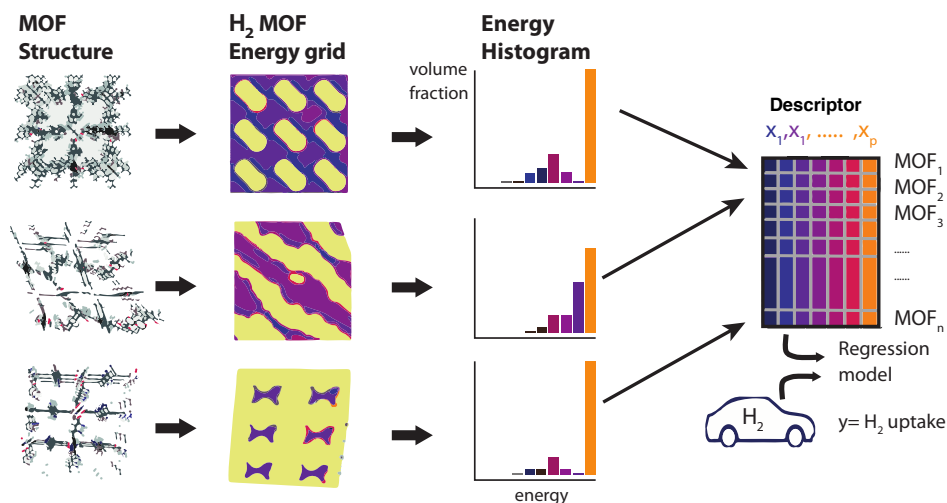 MOF
Structure
H₂ MOF
Energy grid
Energy
Histogram
volume
fraction
energy
Descriptor
x₁,x₁, ..... ,xₚ
MOF₁
MOF₂
MOF₃
......
......
MOFₙ
Regression
model
H₂
y= H₂ uptake